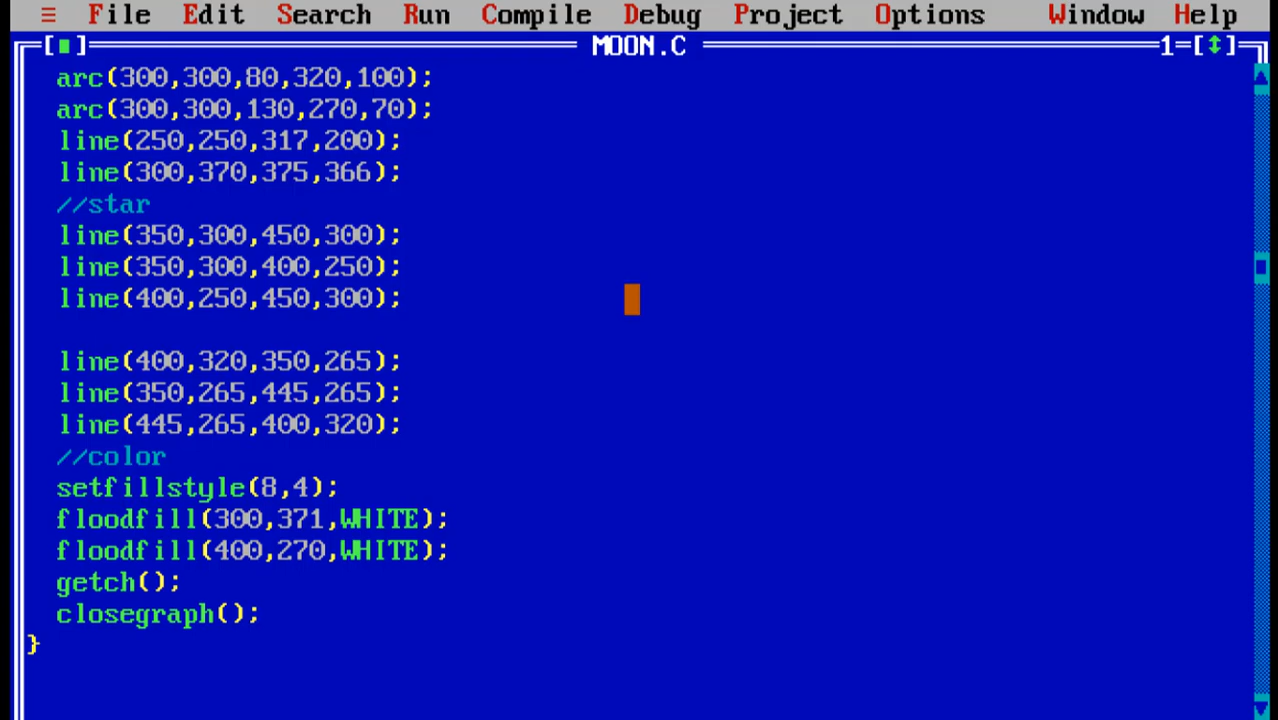 ≡ File Edit Search Run Compile Debug Project Options Window Help
[■] MOON.C 1=[↕]
arc(300,300,80,320,100);
arc(300,300,130,270,70);
line(250,250,317,200);
line(300,370,375,366);
//star
line(350,300,450,300);
line(350,300,400,250);
line(400,250,450,300);
line(400,320,350,265);
line(350,265,445,265);
line(445,265,400,320);
//color
setfillstyle(8,4);
floodfill(300,371,WHITE);
floodfill(400,270,WHITE);
getch();
closegraph();
}